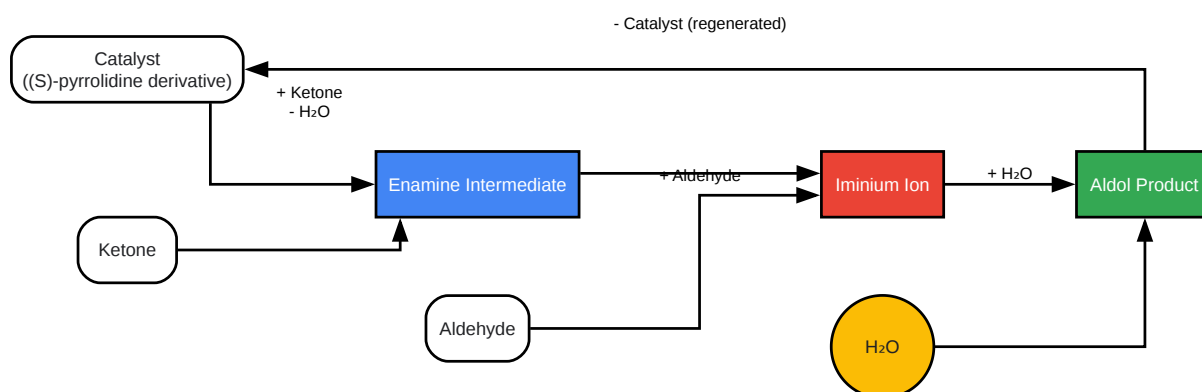 - Catalyst (regenerated)
Catalyst
((S)-pyrrolidine derivative)
+ Ketone
- H₂O
Enamine Intermediate
+ Aldehyde
Iminium Ion
+ H₂O
Aldol Product
Ketone
Aldehyde
H₂O